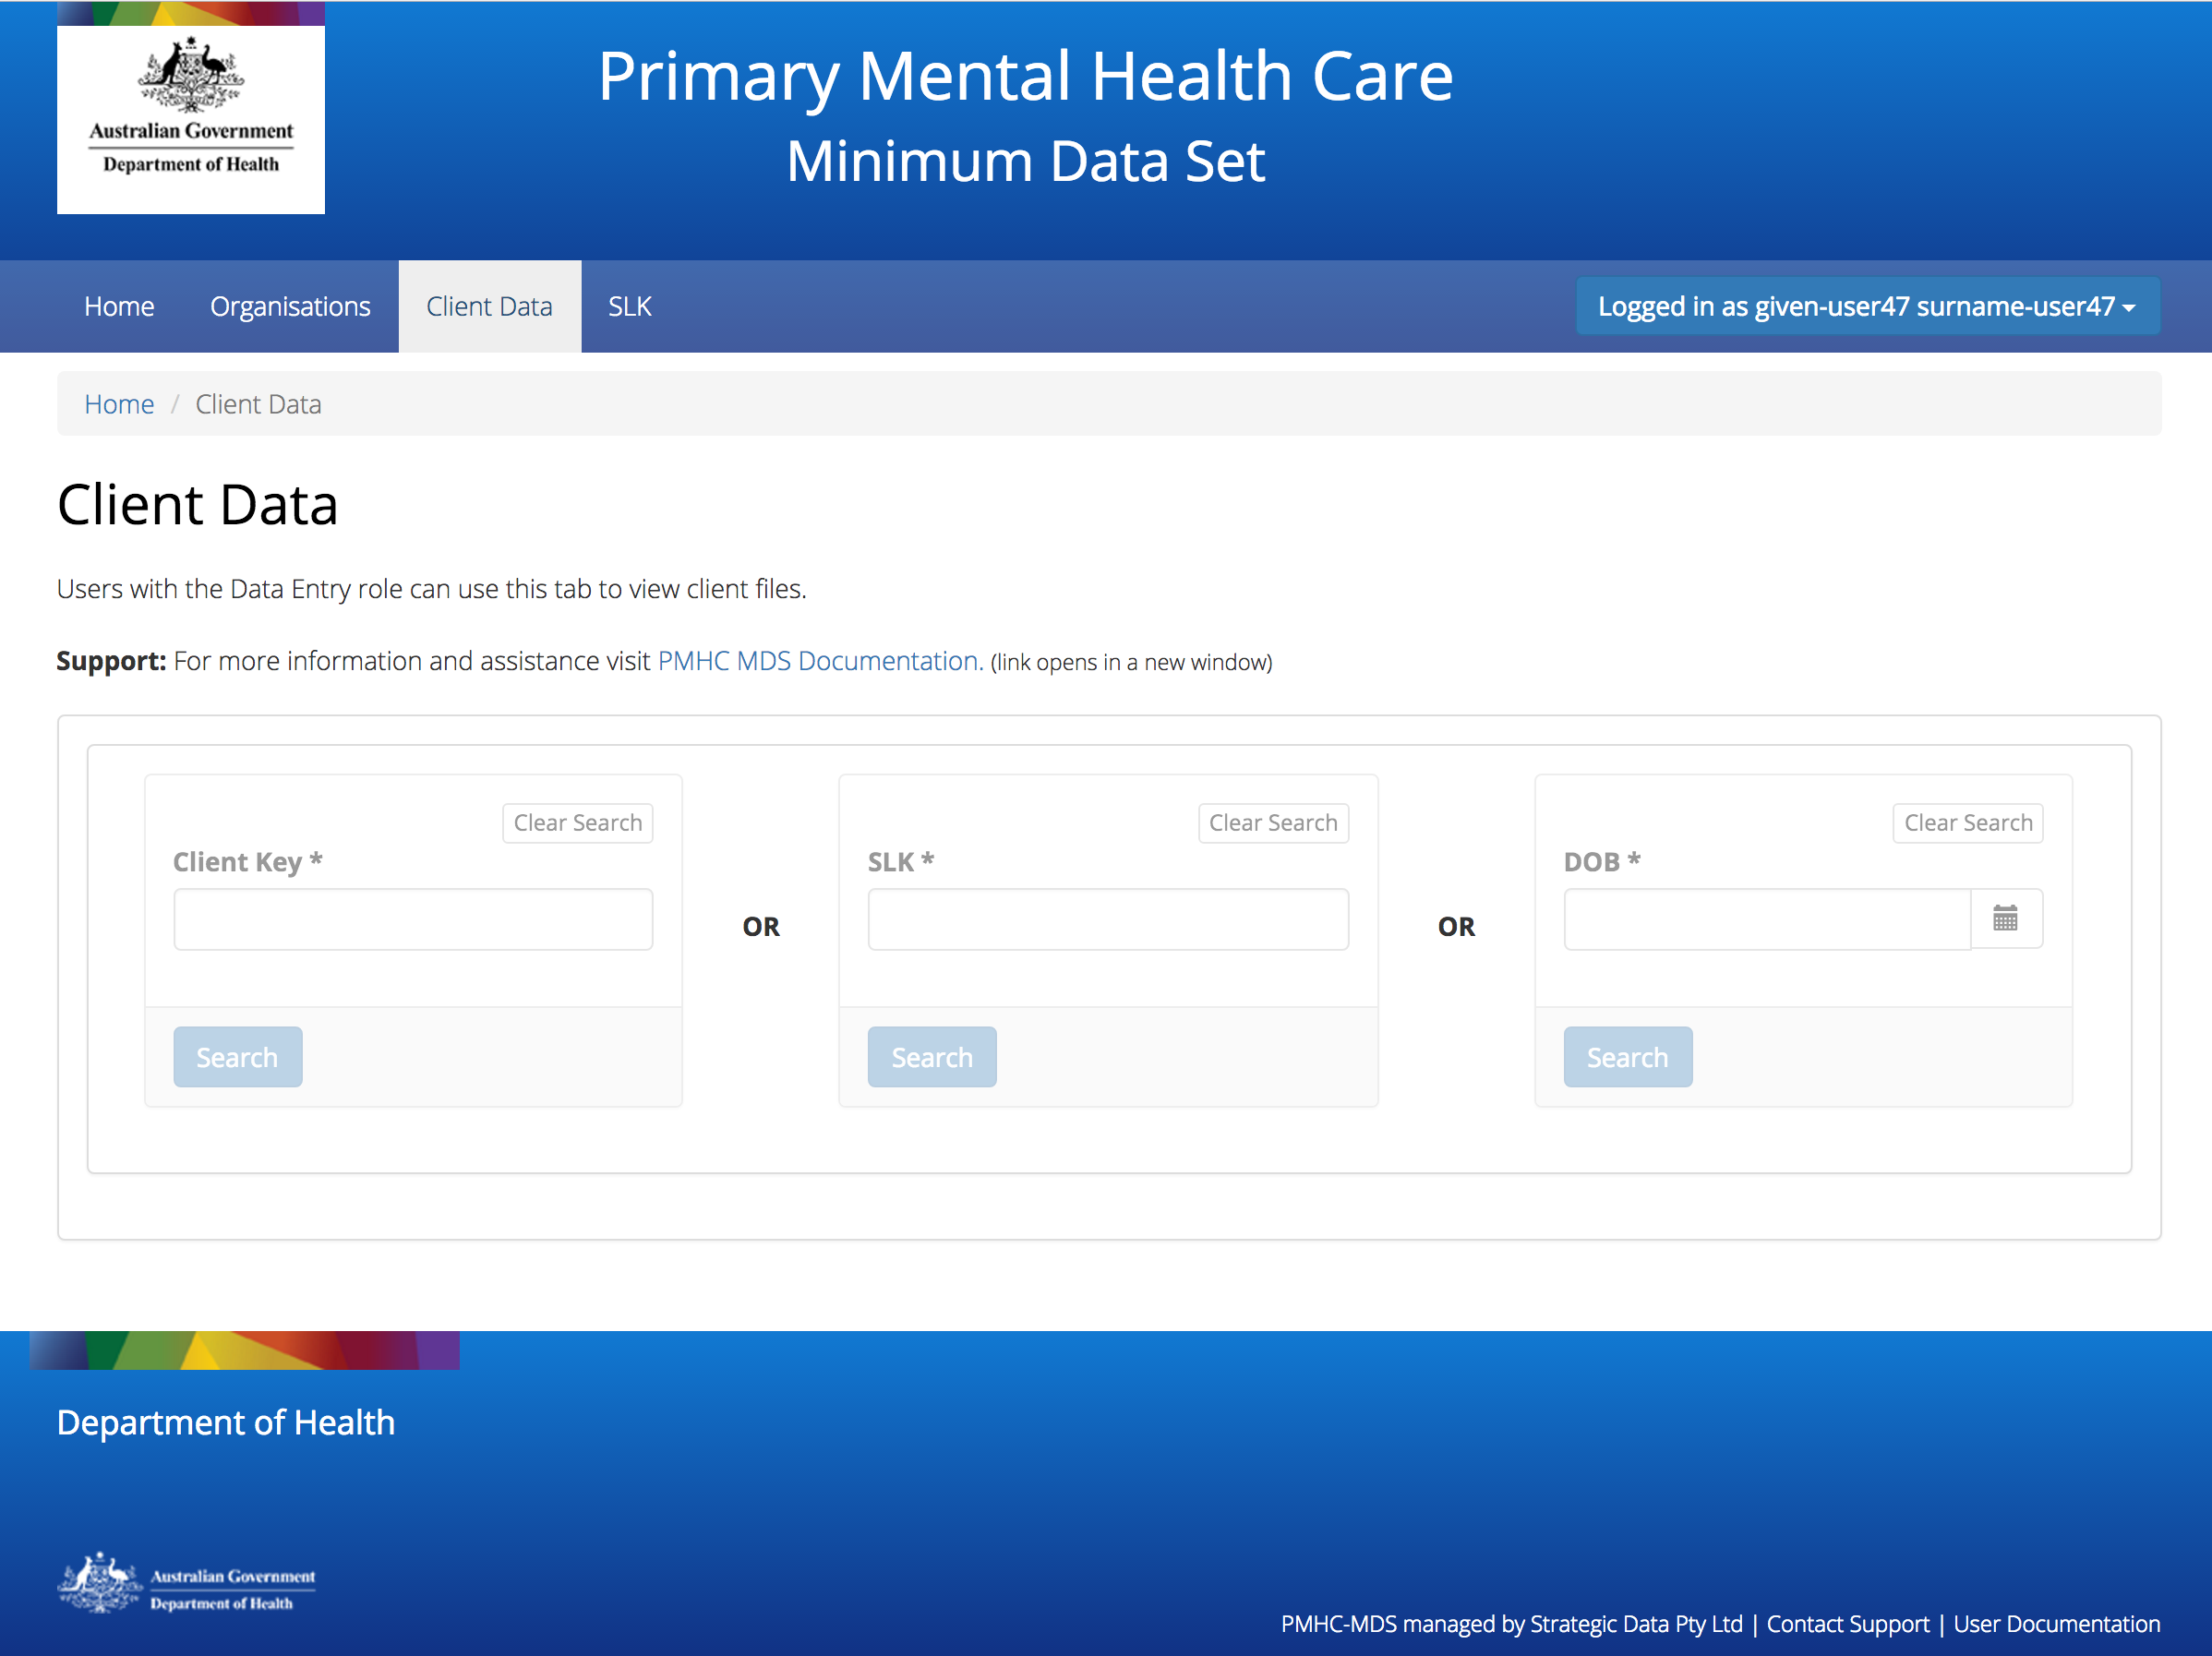 Australian Government
Department of Health
Primary Mental Health Care
Minimum Data Set
Home Organisations Client Data SLK Logged in as given-user47 surname-user47
Home / Client Data
Client Data
Users with the Data Entry role can use this tab to view client files.
Support: For more information and assistance visit PMHC MDS Documentation. (link opens in a new window)
Clear Search Clear Search Clear Search
Client Key * SLK * DOB *
OR OR
Search Search Search
Department of Health
Australian Government
Department of Health
PMHC-MDS managed by Strategic Data Pty Ltd | Contact Support | User Documentation